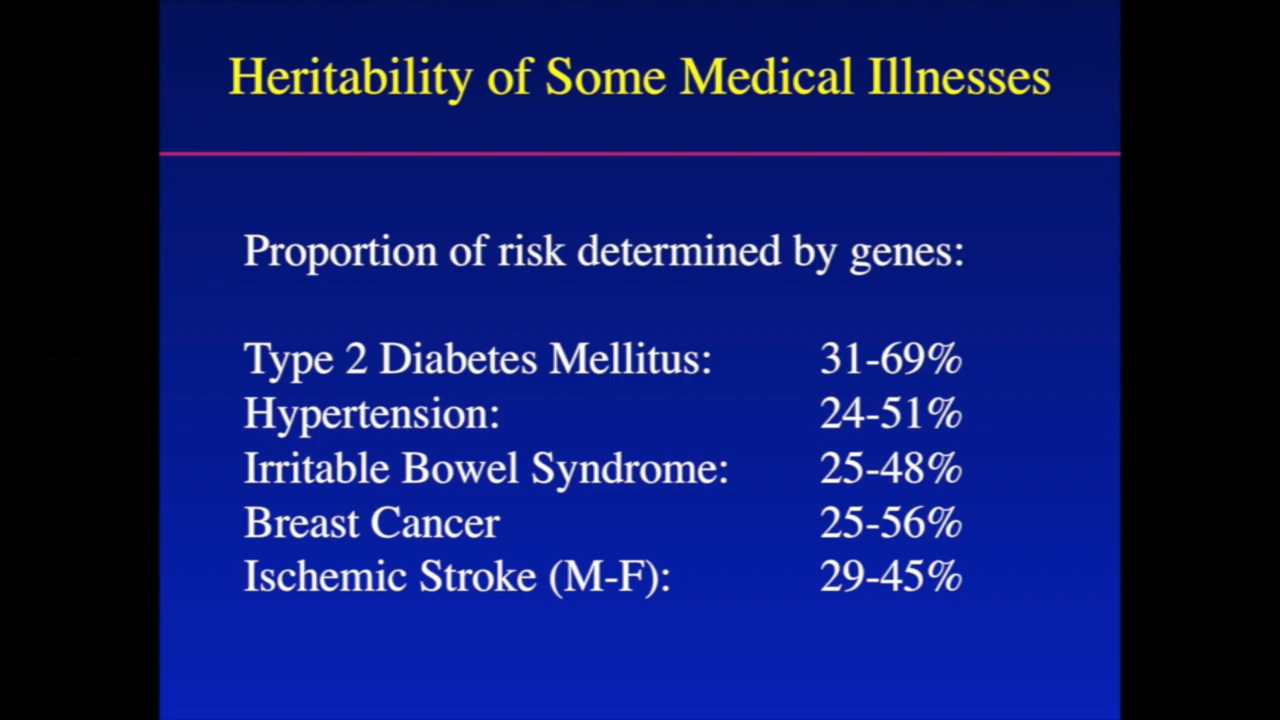 Heritability of Some Medical Illnesses
Proportion of risk determined by genes:
Type 2 Diabetes Mellitus: 31-69%
Hypertension: 24-51%
Irritable Bowel Syndrome: 25-48%
Breast Cancer 25-56%
Ischemic Stroke (M-F): 29-45%